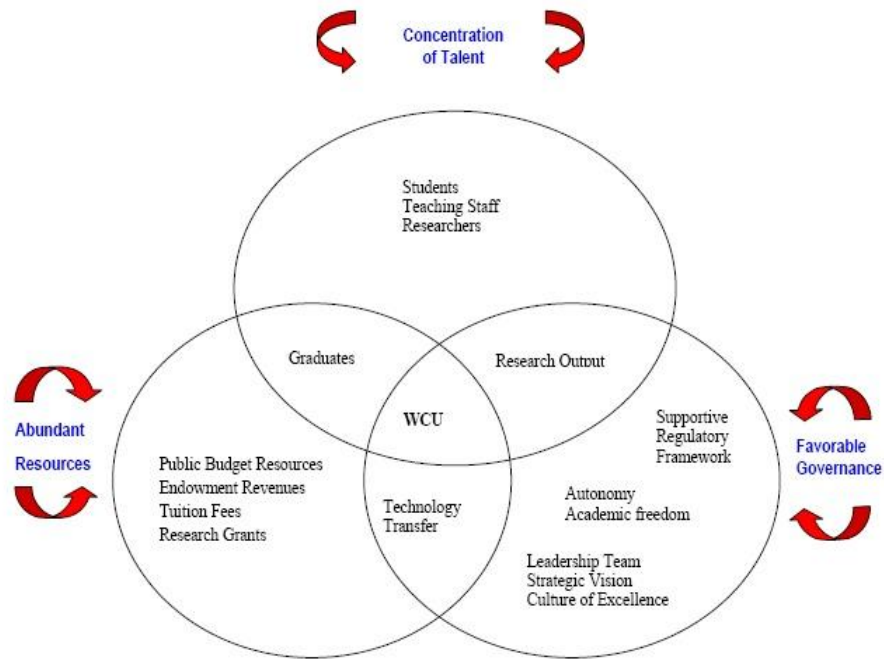 Concentration
of Talent
Students
Teaching Staff
Researchers
Graduates
Research Output
WCU
Abundant
Resources
Public Budget Resources
Endowment Revenues
Tuition Fees
Research Grants
Technology
Transfer
Supportive
Regulatory
Framework
Autonomy
Academic freedom
Leadership Team
Strategic Vision
Culture of Excellence
Favorable
Governance